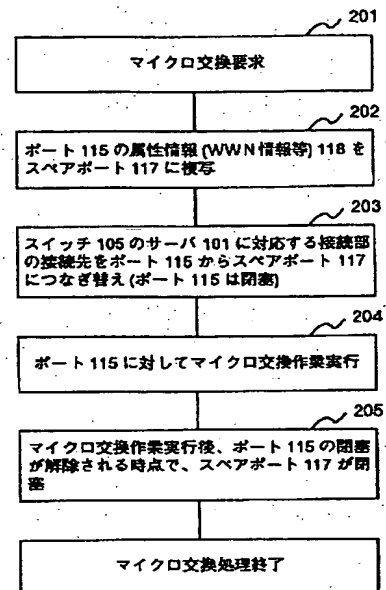 201
マイクロ交換要求
202
ポート 115 の属性情報 (WWN情報等) 118 を
スペアポート 117 に複写
203
スイッチ 105 のサーバ 101 に対応する接続部
の接続先をポート 115 からスペアポート 117
につなぎ替え (ポート 115 は閉塞)
204
ポート 115 に対してマイクロ交換作業実行
205
マイクロ交換作業実行後、ポート 115 の閉塞
が解除される時点で、スペアポート 117 が閉
塞
マイクロ交換処理終了